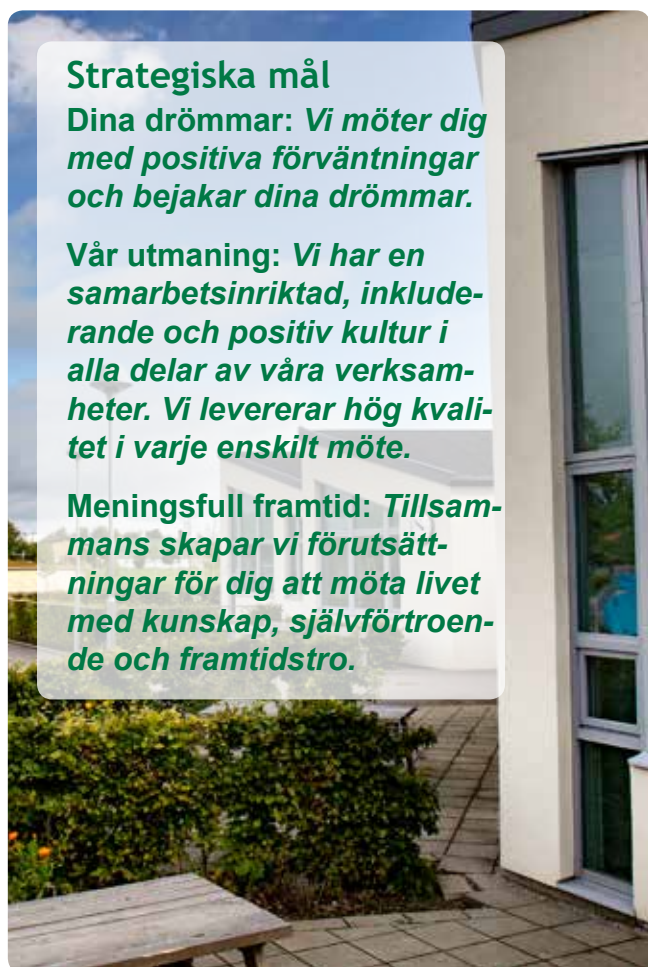 Strategiska mål
Dina drömmar: Vi möter dig
med positiva förväntningar
och bejakar dina drömmar.
Vår utmaning: Vi har en
samarbetsinriktad, inklude-
rande och positiv kultur i
alla delar av våra verksam-
heter. Vi levererar hög kvali-
tet i varje enskilt möte.
Meningsfull framtid: Tillsam-
mans skapar vi förutsätt-
ningar för dig att möta livet
med kunskap, självförtroen-
de och framtidstro.